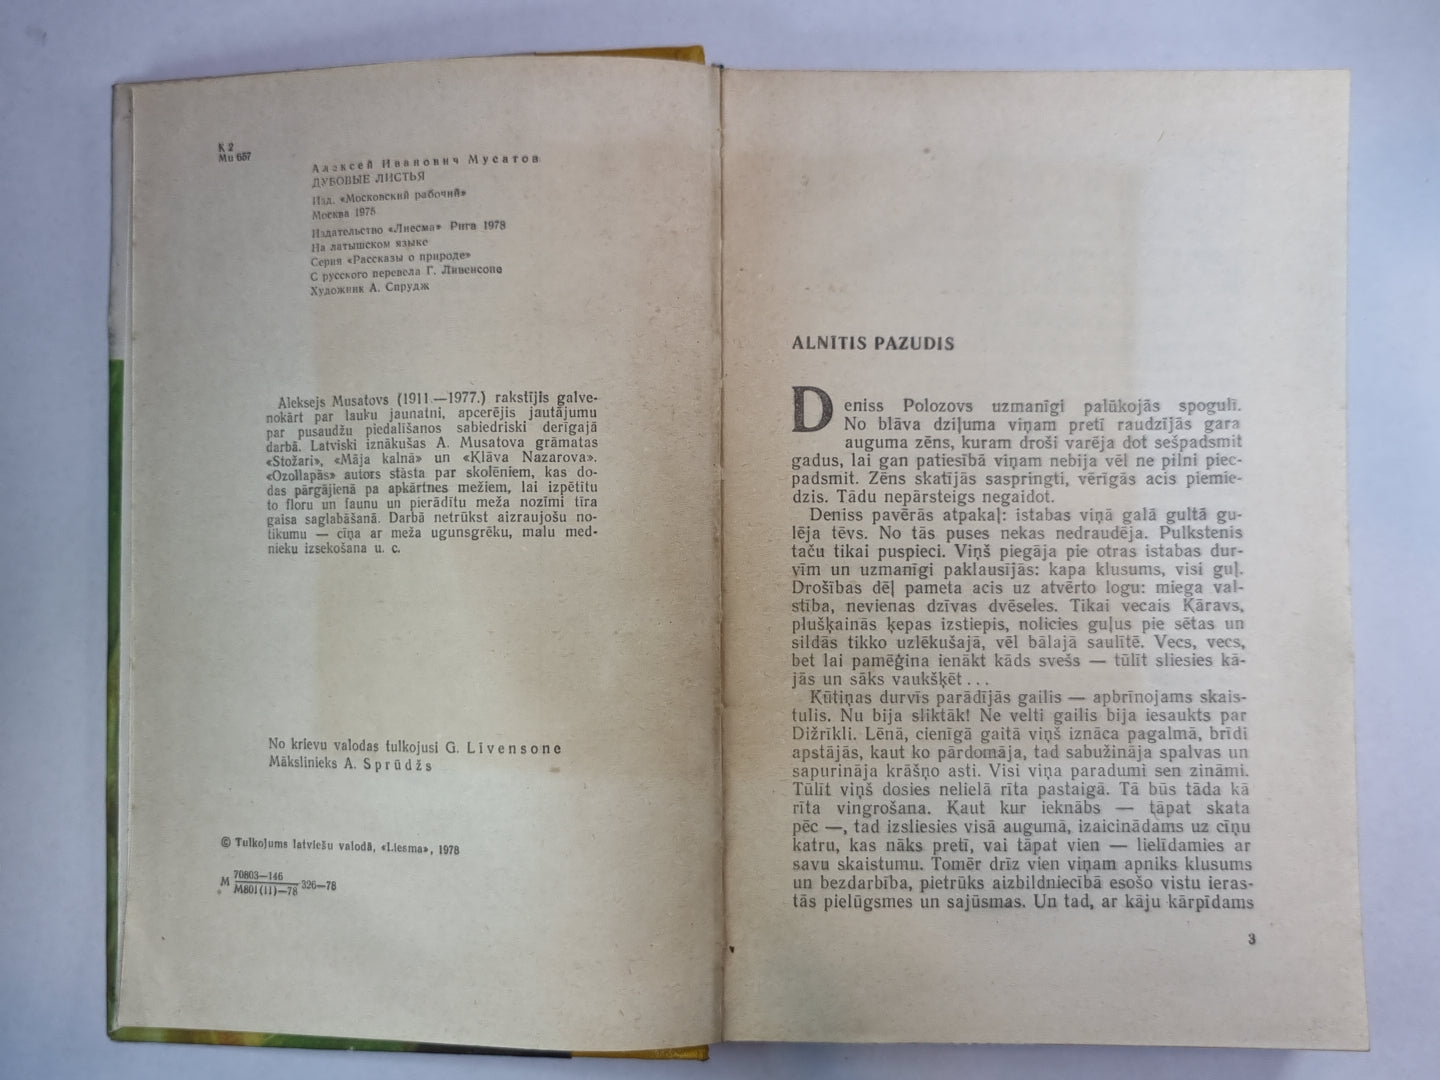 К 2
Mu 657
Алексей Иванович Мусатов
ДУБОВЫЕ ЛИСТЬЯ
Изд. «Московский рабочий»
Москва 1975
Издательство «Лиесма» Рига 1978
На латышском языке
Серия «Рассказы о природе»
С русского перевела Г. Ливенсоне
Художник А. Спрудж
Aleksejs Musatovs (1911.—1977.) rakstījis galve-
nokārt par lauku jaunatni, apcerējis jautājumu
par pusaudžu piedalīšanos sabiedriski derīgajā
darbā. Latviski iznākušas A. Musatova grāmatas
«Stožari», «Māja kalnā» un «Klāva Nazarova».
«Ozollapās» autors stāsta par skolēniem, kas do-
das pārgājienā pa apkārtnes mežiem, lai izpētītu
to floru un faunu un pierādītu meža nozīmi tīra
gaisa saglabāšanā. Darbā netrūkst aizraujošu no-
tikumu — cīņa ar meža ugunsgrēku, malu med-
nieku izsekošana u. c.
No krievu valodas tulkojusi G. Līvensone
Mākslinieks A. Sprūdžs
© Tulkojums latviešu valodā, «Liesma», 1978
M 70803—146
M801(11)—78 326—78
ALNĪTIS PAZUDIS
Deniss Polozovs uzmanīgi palūkojās spogulī.
No blāva dziļuma viņam pretī raudzījās gara
auguma zēns, kuram droši varēja dot sešpadsmit
gadus, lai gan patiesībā viņam nebija vēl ne pilni piec-
padsmit. Zēns skatījās saspringti, vērīgās acis piemie-
dzis. Tādu nepārsteigs negaidot.
Deniss pavērās atpakaļ: istabas viņā galā gultā gu-
lēja tēvs. No tās puses nekas nedraudēja. Pulkstenis
taču tikai puspieci. Viņš piegāja pie otras istabas dur-
vīm un uzmanīgi paklausījās: kapa klusums, visi guļ.
Drošības dēļ pameta acis uz atvērto logu: miega val-
stība, nevienas dzīvas dvēseles. Tikai vecais Ķāravs,
plušķainās ķepas izstiepis, nolicies guļus pie sētas un
sildās tikko uzlēkušajā, vēl bālajā saulītē. Vecs, vecs,
bet lai pamēģina ienākt kāds svešs — tūlīt sliesies kā-
jās un sāks vaukšķēt . . .
Kūtiņas durvīs parādījās gailis — apbrīnojams skais-
tulis. Nu bija sliktāk! Ne velti gailis bija iesaukts par
Dižrīkli. Lēnā, cienīgā gaitā viņš iznāca pagalmā, brīdi
apstājās, kaut ko pārdomāja, tad sabužināja spalvas un
sapurināja krāšņo asti. Visi viņa paradumi sen zināmi.
Tūlīt viņš dosies nelielā rīta pastaigā. Tā būs tāda kā
rīta vingrošana. Kaut kur ieknābs — tāpat skata
pēc —, tad izsliesies visā augumā, izaicinādams uz cīņu
katru, kas nāks pretī, vai tāpat vien — lielīdamies ar
savu skaistumu. Tomēr drīz vien viņam apniks klusums
un bezdarbība, pietrūks aizbildniecībā esošo vistu ieras-
tās pielūgsmes un sajūsmas. Un tad, ar kāju kārpīdams
3